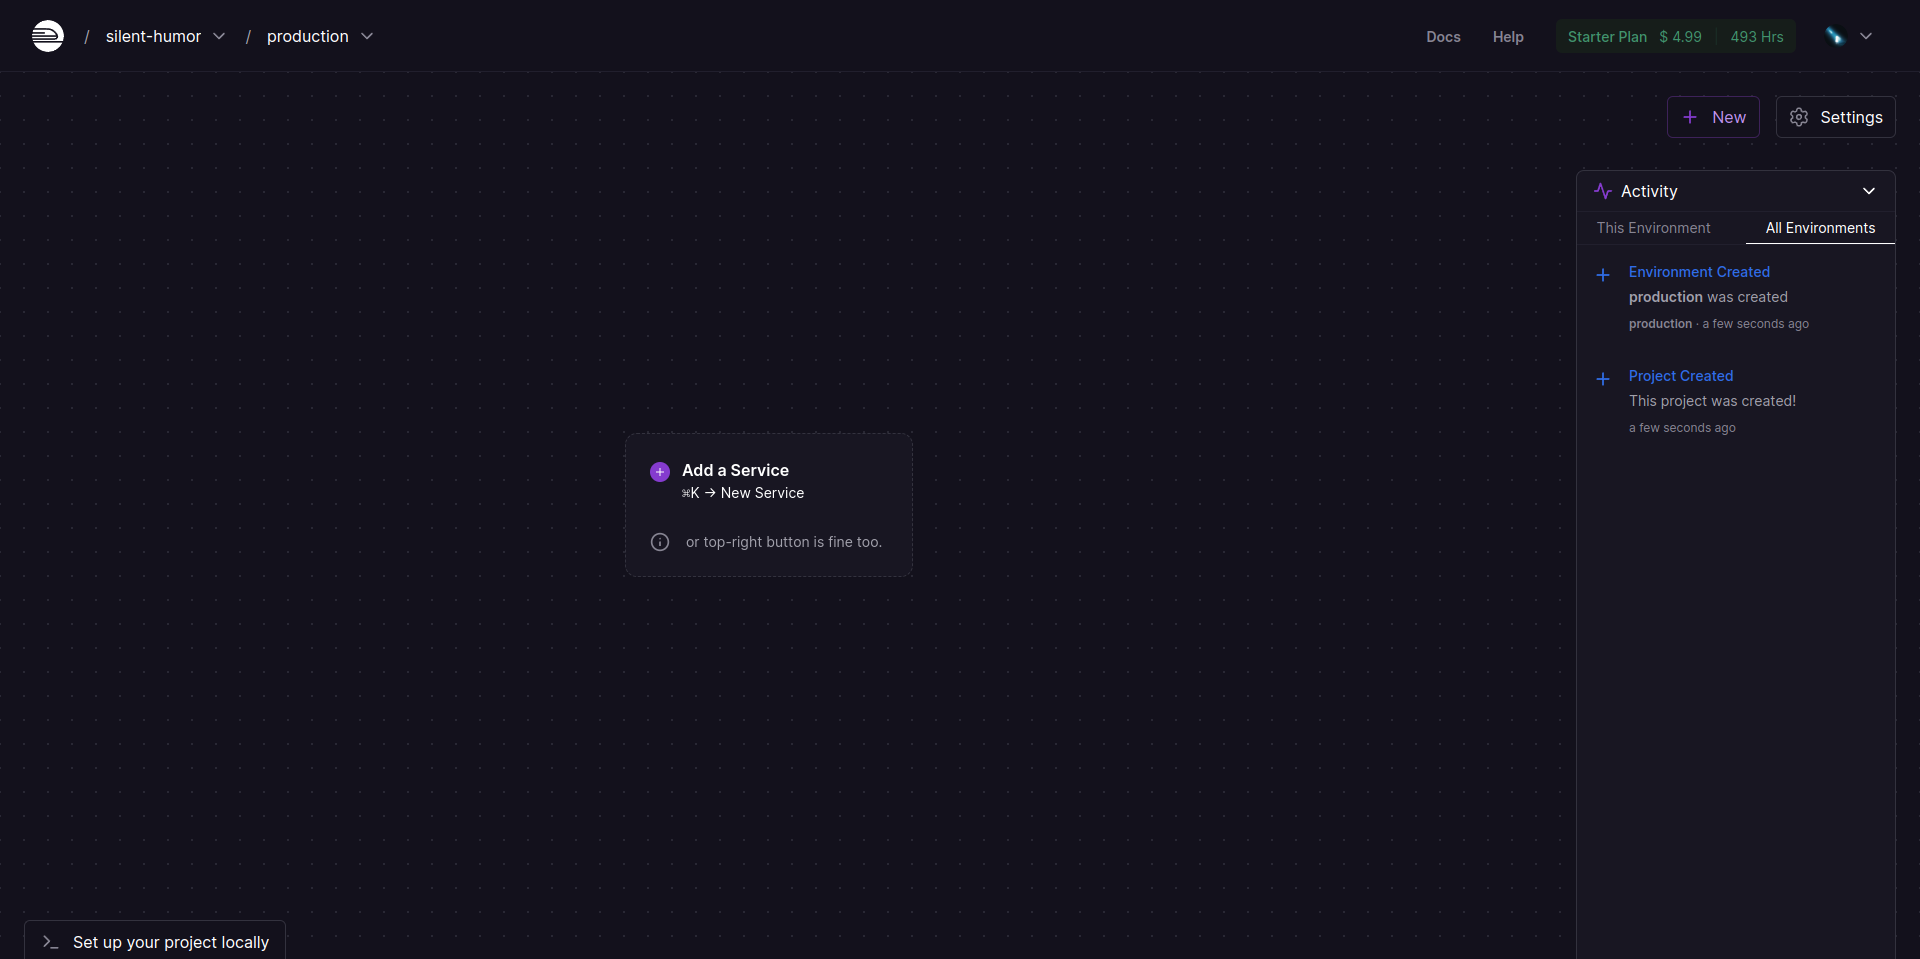 / silent-humor / production
Docs Help Starter Plan $ 4.99 493 Hrs
New Settings
Activity
This Environment All Environments
Environment Created
production was created
production · a few seconds ago
Project Created
This project was created!
a few seconds ago
Add a Service
⌘K → New Service
or top-right button is fine too.
Set up your project locally